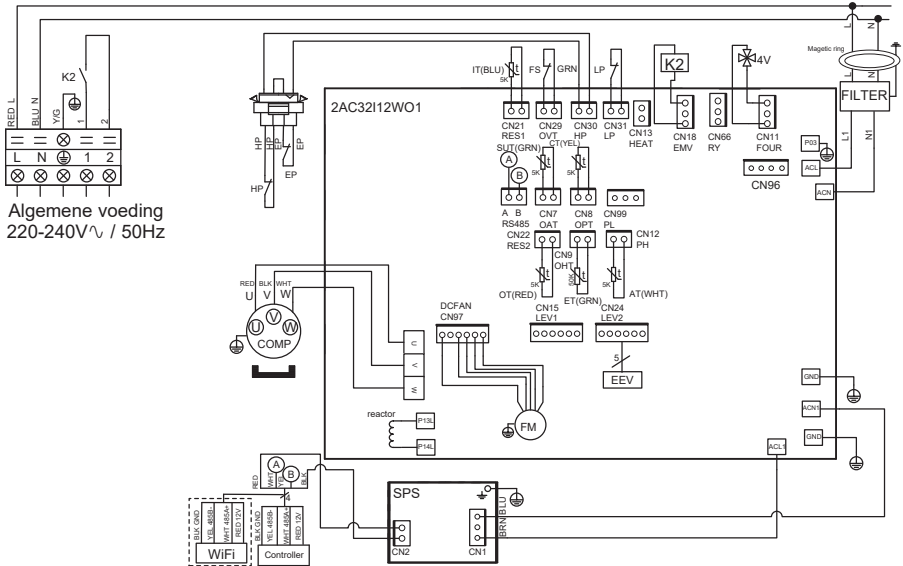 RED L
BLU N
Y/G
K2
1
2
L N 1 2
Algemene voeding
220-240V∿ / 50Hz
HP
HP
HP
EP
EP
EP
HP
2AC32I12WO1
IT(BLU)
5K
t
FS
GRN
LP
K2
4V
CN21
RES1
CN29
OVT
CN30
HP
CN31
LP
CN13
HEAT
CN18
EMV
CN66
RY
CN11
FOUR
L
N
Magetic ring
L
N
FILTER
L1
N1
P03
ACL
ACN
CN96
SUT(GRN)
CT(YEL)
A
B
5K
t
5K
t
A B
RS485
CN7
OAT
CN8
OPT
CN99
PL
CN22
RES2
CN9
OHT
CN12
PH
5K
t
50K
t
5K
t
OT(RED)
ET(GRN)
AT(WHT)
RED BLK WHT
U V W
U V W
COMP
U
V
W
DCFAN
CN97
CN15
LEV1
CN24
LEV2
5
EEV
FM
reactor
P13L
P14L
GND
ACN1
GND
ACL1
RED
WHT
A
YEL
B
BLK
4
BLK GND
YEL 485B-
WHT 485A+
RED 12V
WiFi
BLK GND
YEL 485B-
WHT 485A+
RED 12V
Controller
SPS
CN2
CN1
BLU
BRN